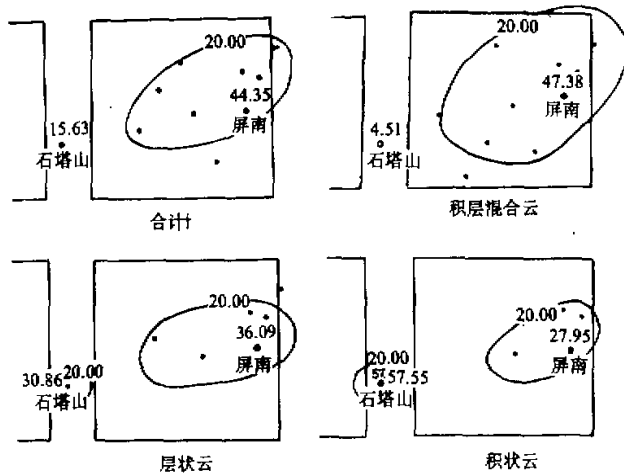 20.00
44.35
屏南
15.63
石塔山
合计
20.00
47.38
屏南
4.51
石塔山
积层混合云
20.00
36.09
屏南
30.86
20.00
石塔山
层状云
20.00
27.95
屏南
20.00
57.55
石塔山
积状云